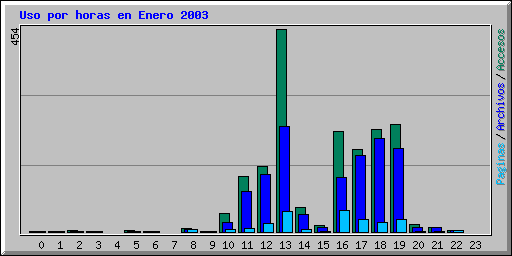 Uso por horas en Enero 2003
454
Paginas / Archivos / Accesos
0 1 2 3 4 5 6 7 8 9 10 11 12 13 14 15 16 17 18 19 20 21 22 23